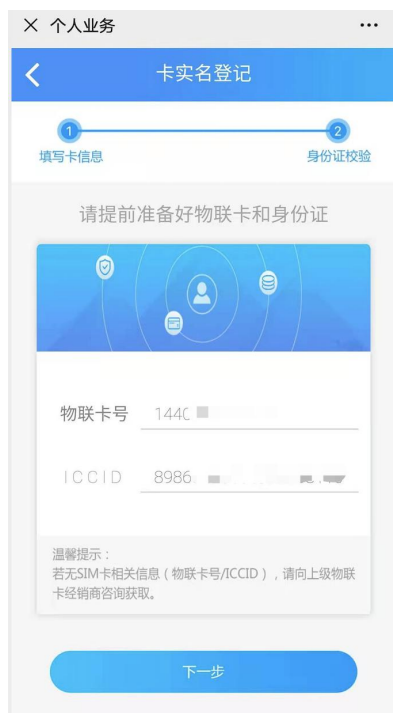 个人业务
卡实名登记
1
2
填写卡信息
身份证校验
请提前准备好物联卡和身份证
物联卡号 1440
ICCID 8986
温馨提示：
若无SIM卡相关信息（物联卡号/ICCID），请向上级物联
卡经销商咨询获取。
下一步